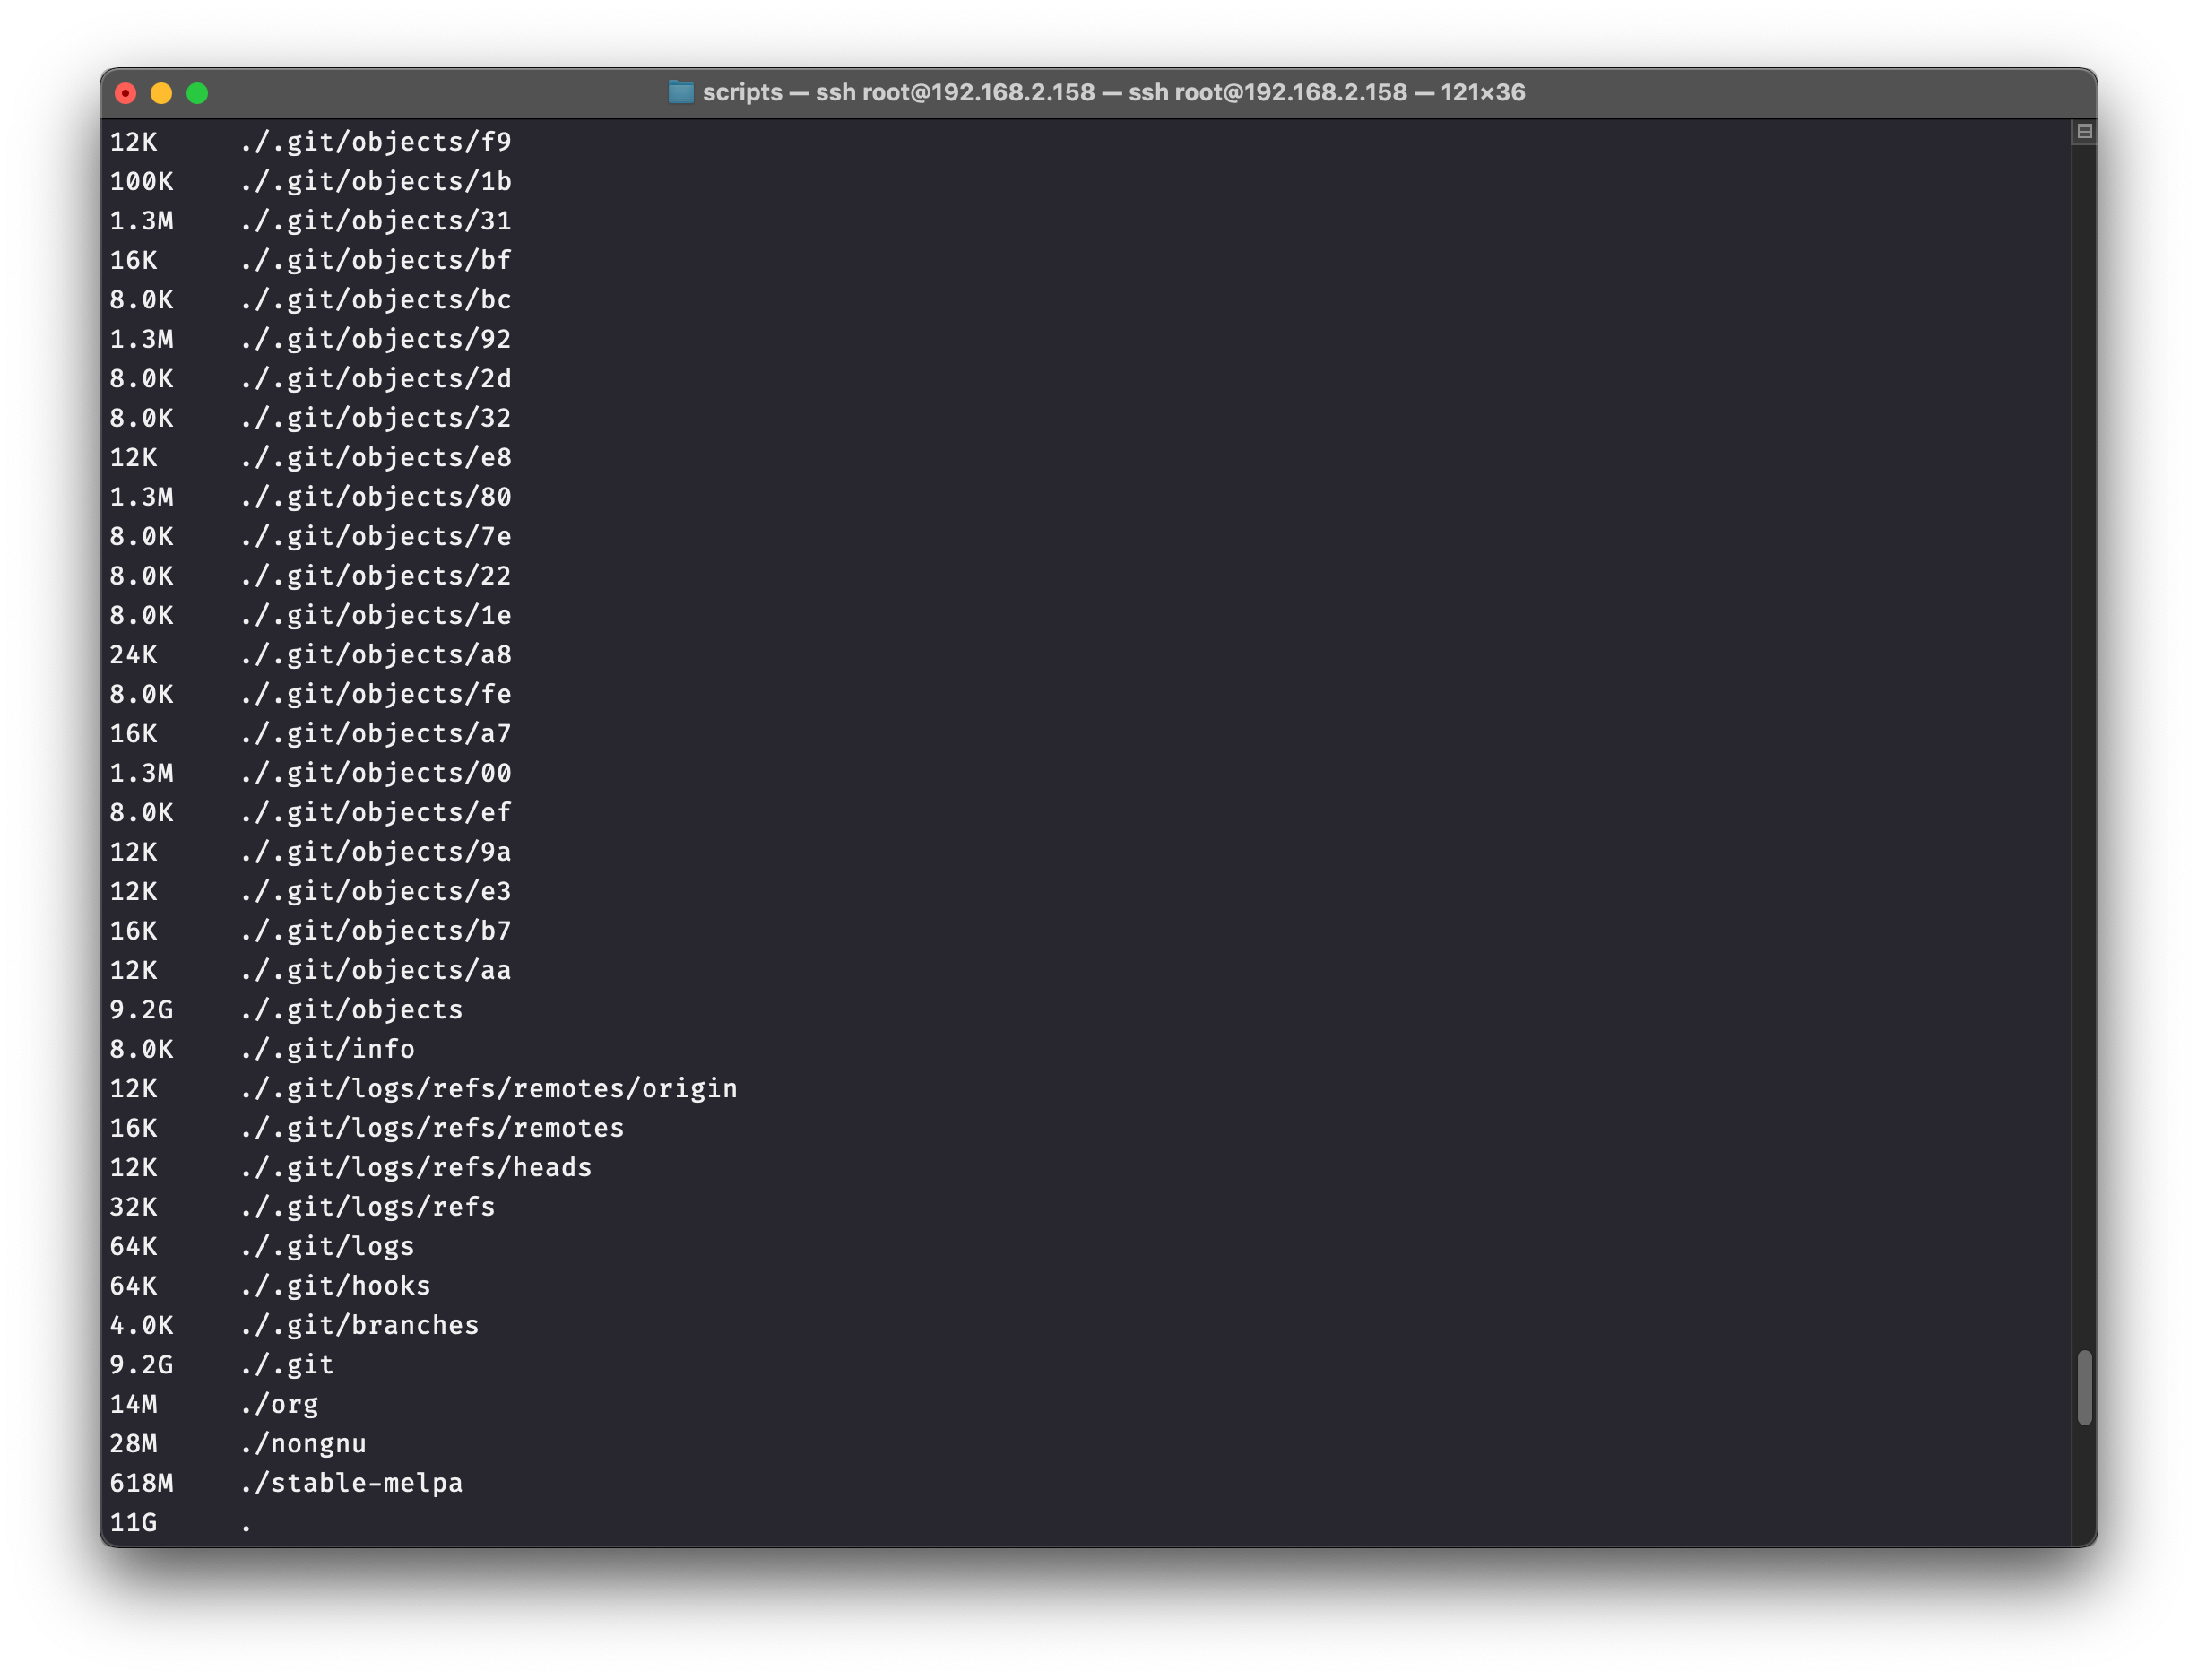 scripts — ssh root@192.168.2.158 — ssh root@192.168.2.158 — 121×36
12K ./.git/objects/f9
100K ./.git/objects/1b
1.3M ./.git/objects/31
16K ./.git/objects/bf
8.0K ./.git/objects/bc
1.3M ./.git/objects/92
8.0K ./.git/objects/2d
8.0K ./.git/objects/32
12K ./.git/objects/e8
1.3M ./.git/objects/80
8.0K ./.git/objects/7e
8.0K ./.git/objects/22
8.0K ./.git/objects/1e
24K ./.git/objects/a8
8.0K ./.git/objects/fe
16K ./.git/objects/a7
1.3M ./.git/objects/00
8.0K ./.git/objects/ef
12K ./.git/objects/9a
12K ./.git/objects/e3
16K ./.git/objects/b7
12K ./.git/objects/aa
9.2G ./.git/objects
8.0K ./.git/info
12K ./.git/logs/refs/remotes/origin
16K ./.git/logs/refs/remotes
12K ./.git/logs/refs/heads
32K ./.git/logs/refs
64K ./.git/logs
64K ./.git/hooks
4.0K ./.git/branches
9.2G ./.git
14M ./org
28M ./nongnu
618M ./stable-melpa
11G .